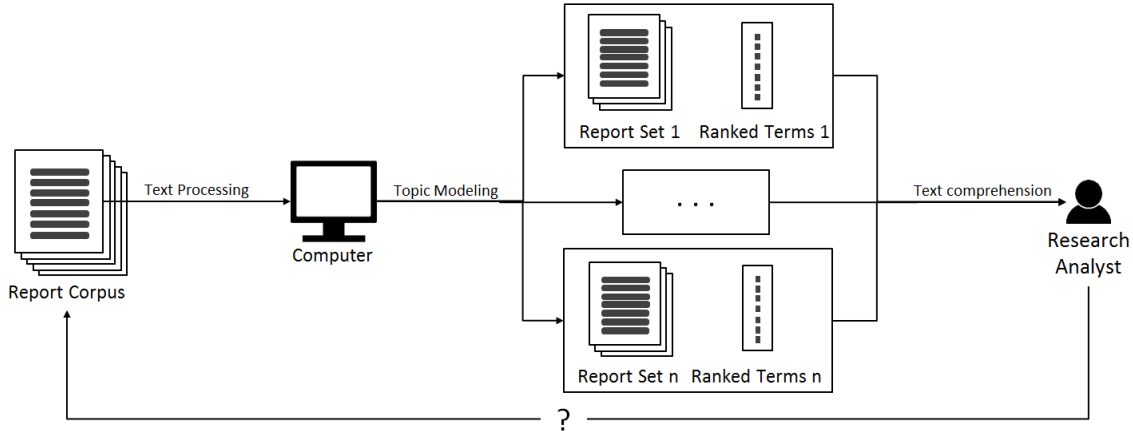 Report Set 1
Ranked Terms 1
Text Processing
Topic Modeling
. . .
Text comprehension
Computer
Research
Analyst
Report Corpus
Report Set n
Ranked Terms n
?